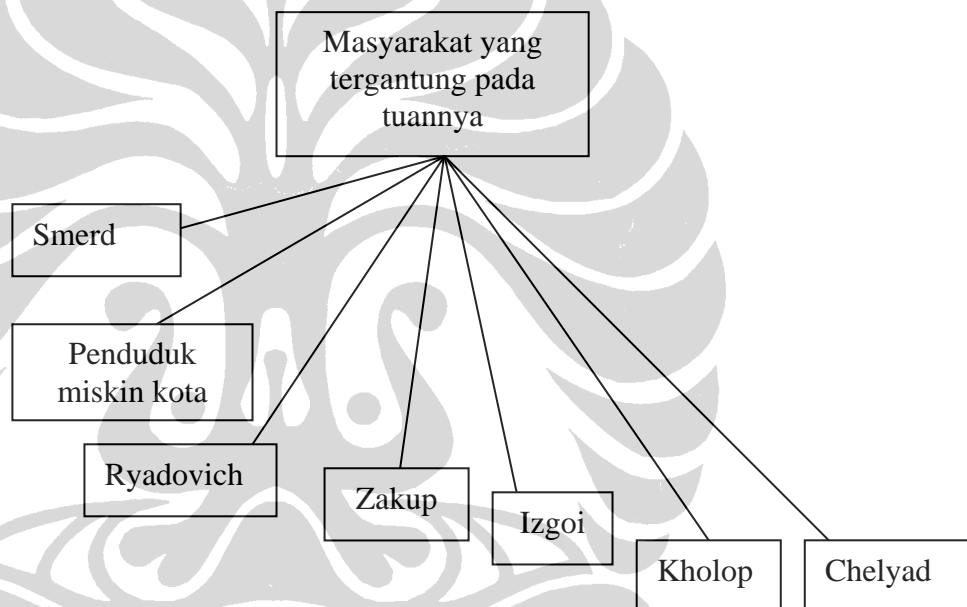 Masyarakat yang
tergantung pada
tuannya
Smerd
Penduduk
miskin kota
Ryadovich
Zakup
Izgoi
Kholop
Chelyad